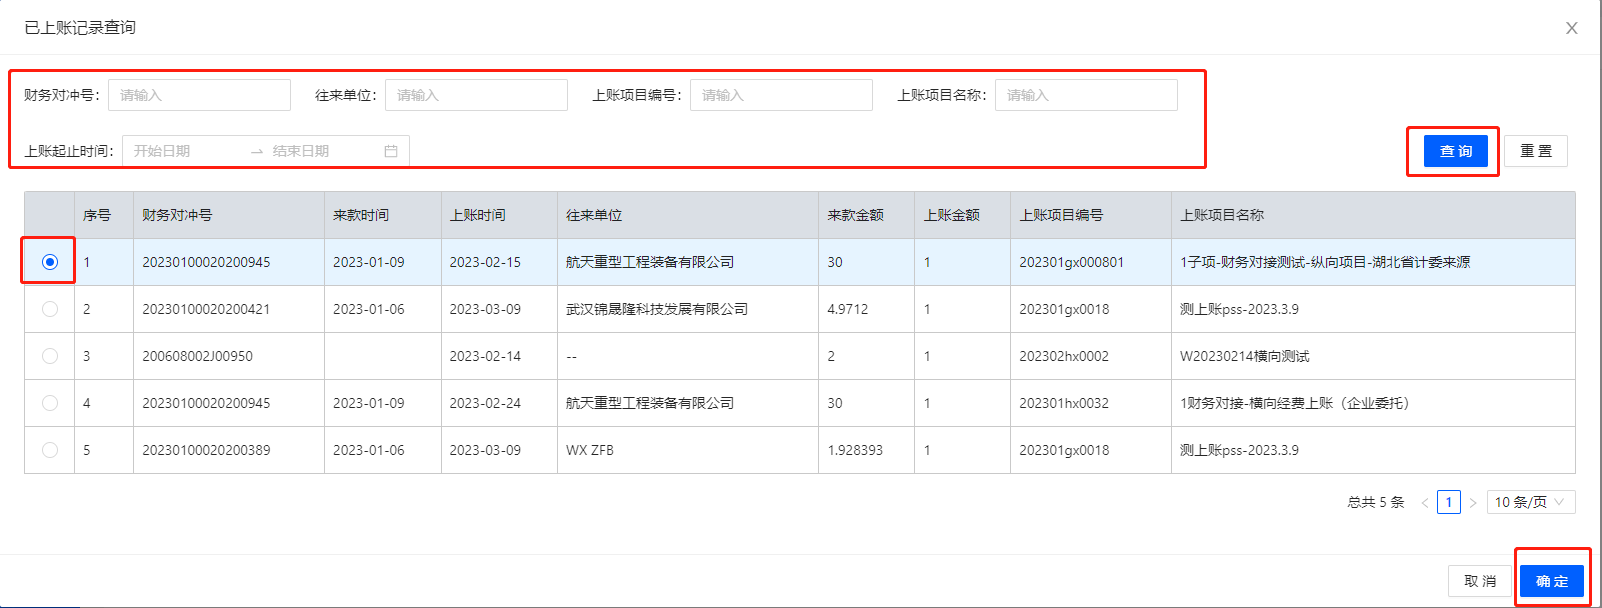 已上账记录查询 X
财务对冲号: 请输入 往来单位: 请输入 上账项目编号: 请输入 上账项目名称: 请输入
上账起止时间: 开始日期 → 结束日期 查 询 重 置
序号 财务对冲号 来款时间 上账时间 往来单位 来款金额 上账金额 上账项目编号 上账项目名称
1 20230100020200945 2023-01-09 2023-02-15 航天重型工程装备有限公司 30 1 202301gx000801 1子项-财务对接测试-纵向项目-湖北省计委来源
2 20230100020200421 2023-01-06 2023-03-09 武汉锦晟隆科技发展有限公司 4.9712 1 202301gx0018 测上账pss-2023.3.9
3 200608002J00950 2023-02-14 -- 2 1 202302hx0002 W20230214横向测试
4 20230100020200945 2023-01-09 2023-02-24 航天重型工程装备有限公司 30 1 202301hx0032 1财务对接-横向经费上账（企业委托）
5 20230100020200389 2023-01-06 2023-03-09 WX ZFB 1.928393 1 202301gx0018 测上账pss-2023.3.9
总共 5 条 < 1 > 10 条/页
取 消 确 定